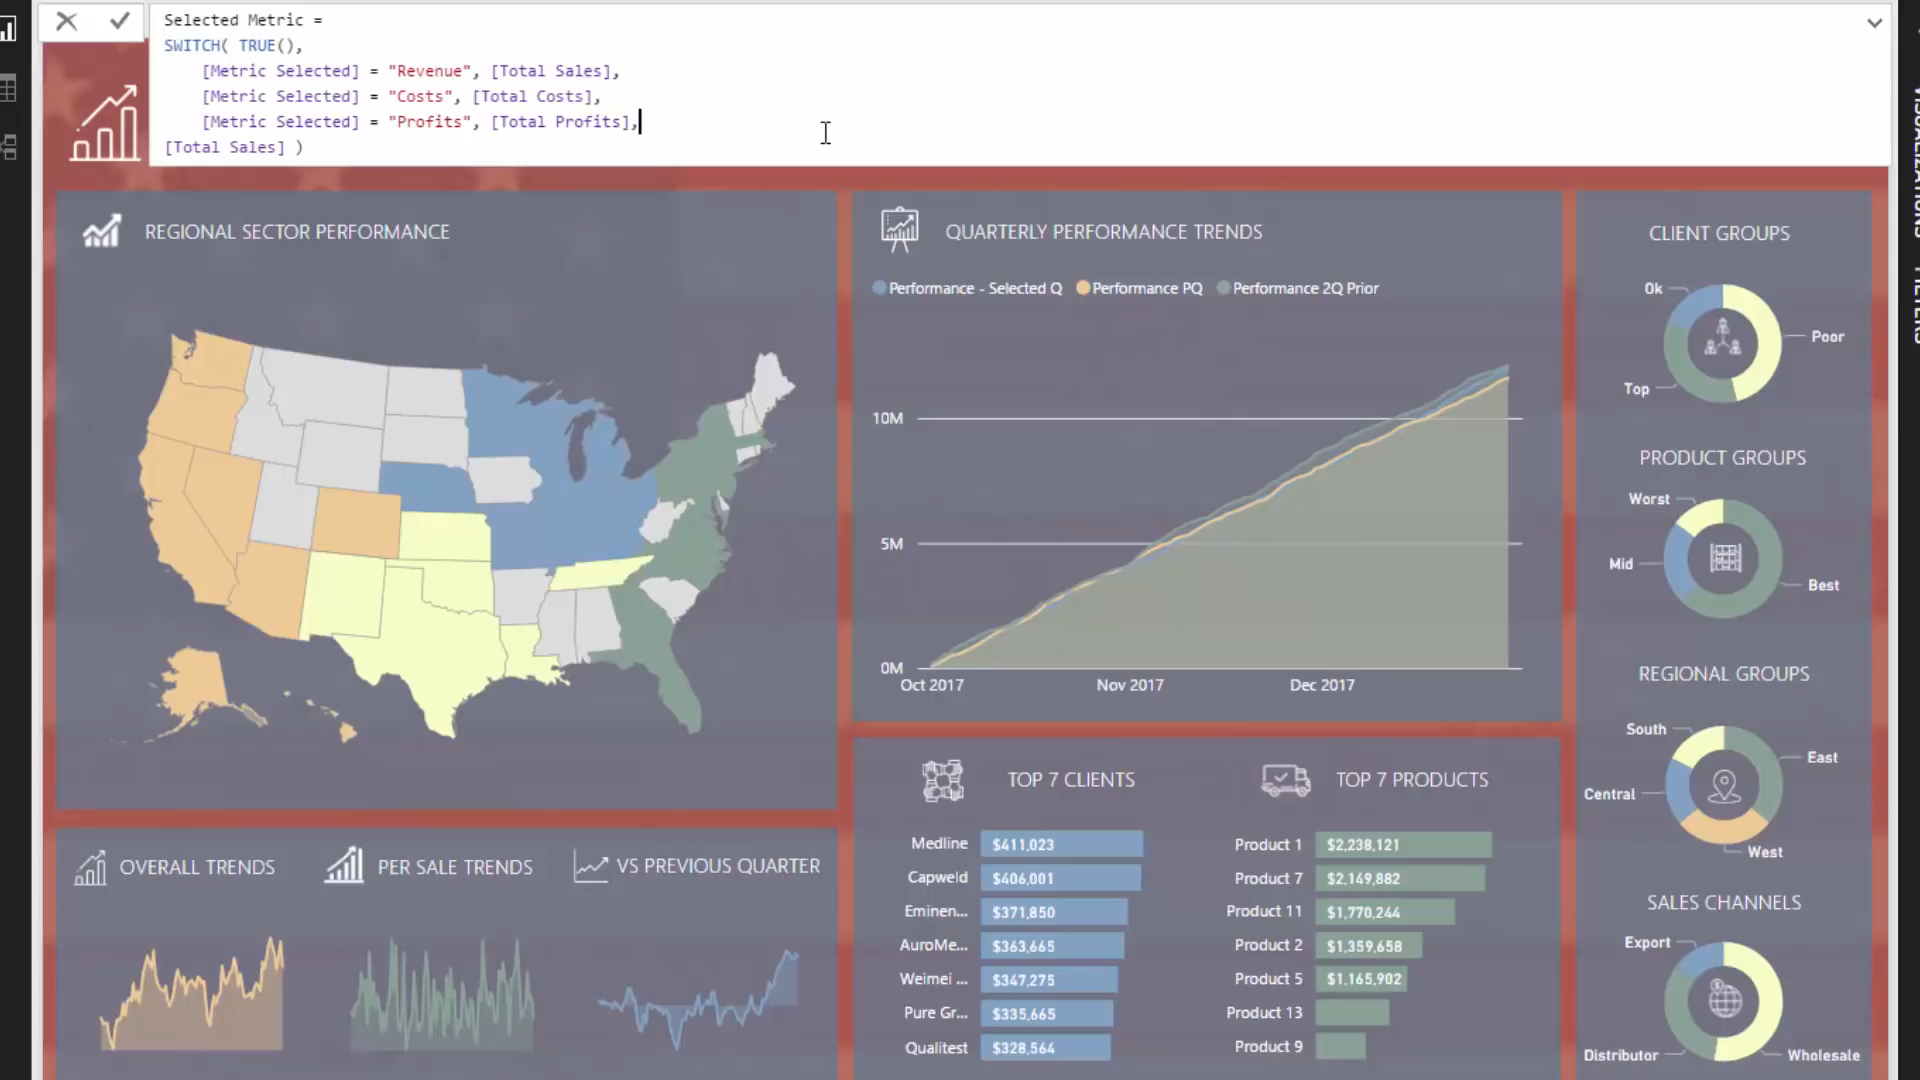 Selected Metric =
SWITCH( TRUE(),
[Metric Selected] = "Revenue", [Total Sales],
[Metric Selected] = "Costs", [Total Costs],
[Metric Selected] = "Profits", [Total Profits],
[Total Sales] )
REGIONAL SECTOR PERFORMANCE
QUARTERLY PERFORMANCE TRENDS
Performance - Selected Q Performance PQ Performance 2Q Prior
10M
5M
0M
Oct 2017 Nov 2017 Dec 2017
CLIENT GROUPS
Ok
Poor
Top
PRODUCT GROUPS
Worst
Mid
Best
REGIONAL GROUPS
South
East
Central
West
SALES CHANNELS
Export
Distributor
Wholesale
OVERALL TRENDS
PER SALE TRENDS
VS PREVIOUS QUARTER
TOP 7 CLIENTS
Medline $411,023
Capweld $406,001
Eminen... $371,850
AuroMe... $363,665
Weimei ... $347,275
Pure Gr... $335,665
Qualitest $328,564
TOP 7 PRODUCTS
Product 1 $2,238,121
Product 7 $2,149,882
Product 11 $1,770,244
Product 2 $1,359,658
Product 5 $1,165,902
Product 13
Product 9